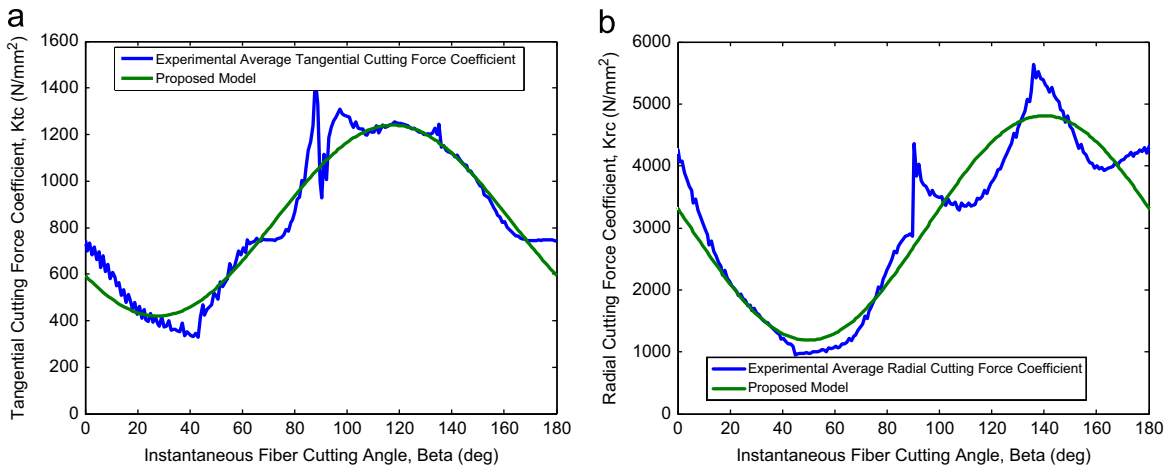 a
1600
1400
1200
1000
800
600
400
200
0
Tangential Cutting Force Coefficient, Ktc (N/mm²)
Experimental Average Tangential Cutting Force Coefficient
Proposed Model
0 20 40 60 80 100 120 140 160 180
Instantaneous Fiber Cutting Angle, Beta (deg)
b
6000
5000
4000
3000
2000
1000
0
Radial Cutting Force Ceofficient, Krc (N/mm²)
Experimental Average Radial Cutting Force Coefficient
Proposed Model
0 20 40 60 80 100 120 140 160 180
Instantaneous Fiber Cutting Angle, Beta (deg)